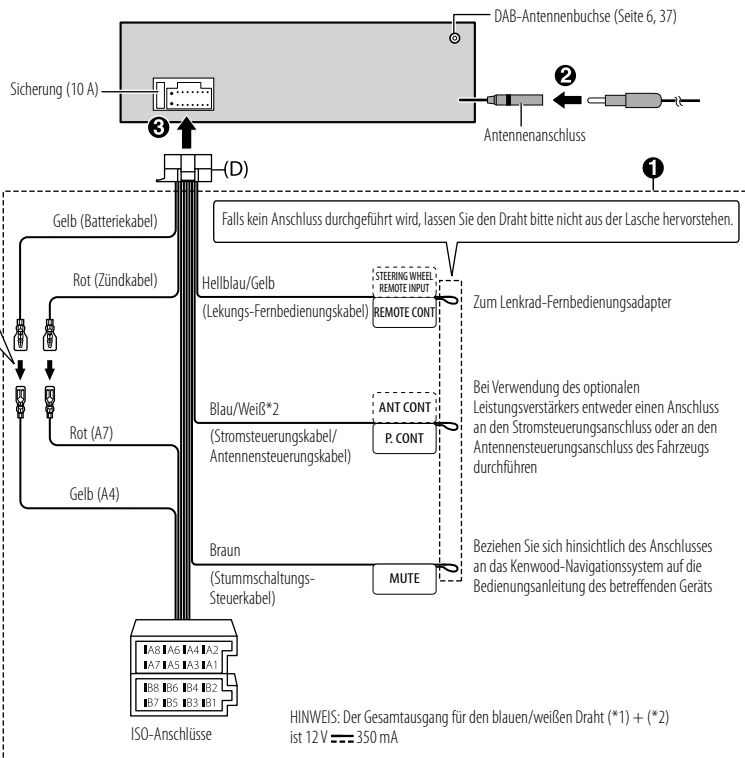 DAB-Antennenbuchse (Seite 6, 37)
Sicherung (10 A)
❷
❸
Antennenanschluss
(D)
❶
Gelb (Batteriekabel)
Falls kein Anschluss durchgeführt wird, lassen Sie den Draht bitte nicht aus der Lasche hervorstehen.
Rot (Zündkabel)
Hellblau/Gelb
(Lekungs-Fernbedienungskabel)
STEERING WHEEL
REMOTE INPUT
REMOTE CONT
Zum Lenkrad-Fernbedienungsadapter
Rot (A7)
Blau/Weiß*2
(Stromsteuerungskabel/
Antennensteuerungskabel)
ANT CONT
P. CONT
Bei Verwendung des optionalen
Leistungsverstärkers entweder einen Anschluss
an den Stromsteuerungsanschluss oder an den
Antennensteuerungsanschluss des Fahrzeugs
durchführen
Gelb (A4)
Braun
(Stummschaltungs-
Steuerkabel)
MUTE
Beziehen Sie sich hinsichtlich des Anschlusses
an das Kenwood-Navigationssystem auf die
Bedienungsanleitung des betreffenden Geräts
A8 A6 A4 A2
A7 A5 A3 A1
B8 B6 B4 B2
B7 B5 B3 B1
ISO-Anschlüsse
HINWEIS: Der Gesamtausgang für den blauen/weißen Draht (*1) + (*2)
ist 12 V ⎓ 350 mA